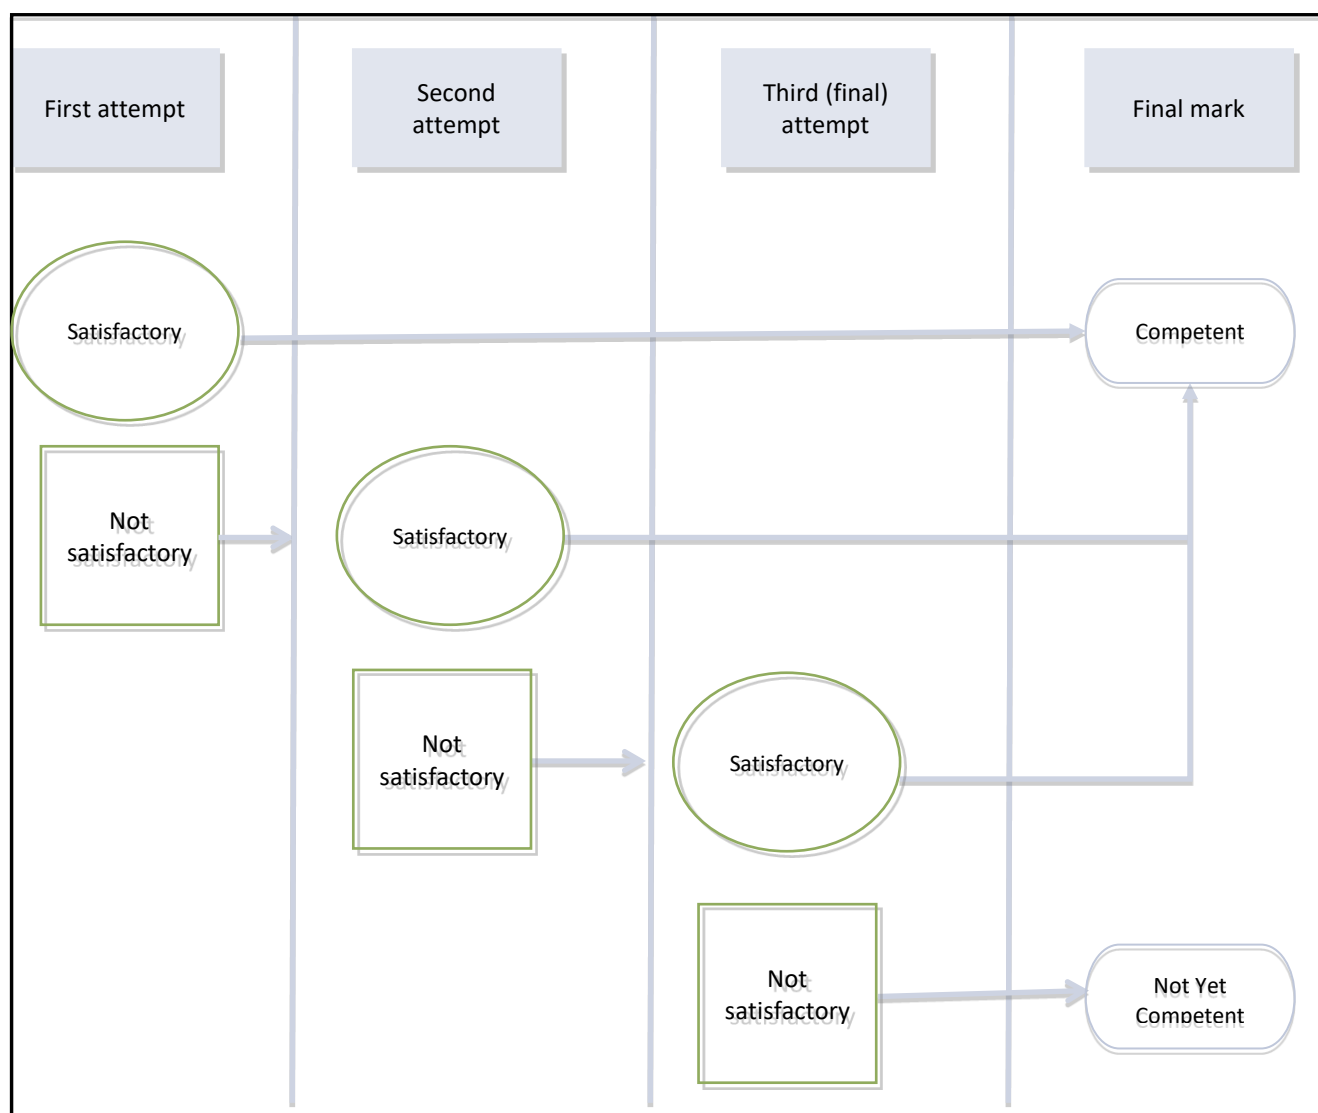 First attempt
Second
attempt
Third (final)
attempt
Final mark
Satisfactory
Competent
Not
satisfactory
Satisfactory
Not
satisfactory
Satisfactory
Not
satisfactory
Not Yet
Competent